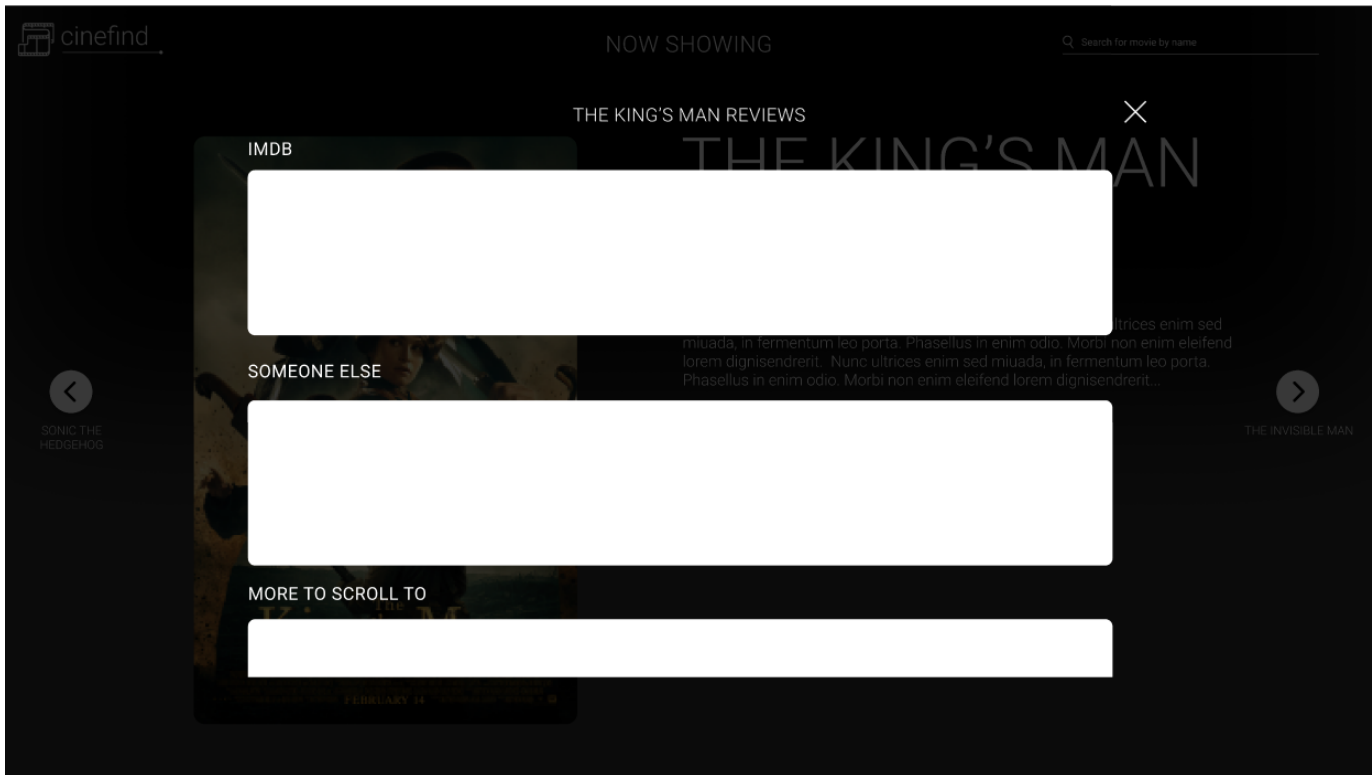 cinefind
NOW SHOWING
Search for movie by name
THE KING'S MAN REVIEWS
IMDB
THE KING'S MAN
ltrices enim sed
miuada, in fermentum leo porta. Phasellus in enim odio. Morbi non enim eleifend
lorem dignisendrerit. Nunc ultrices enim sed miuada, in fermentum leo porta.
Phasellus in enim odio. Morbi non enim eleifend lorem dignisendrerit...
SOMEONE ELSE
SONIC THE
HEDGEHOG
THE INVISIBLE MAN
MORE TO SCROLL TO
The
FEBRUARY 14